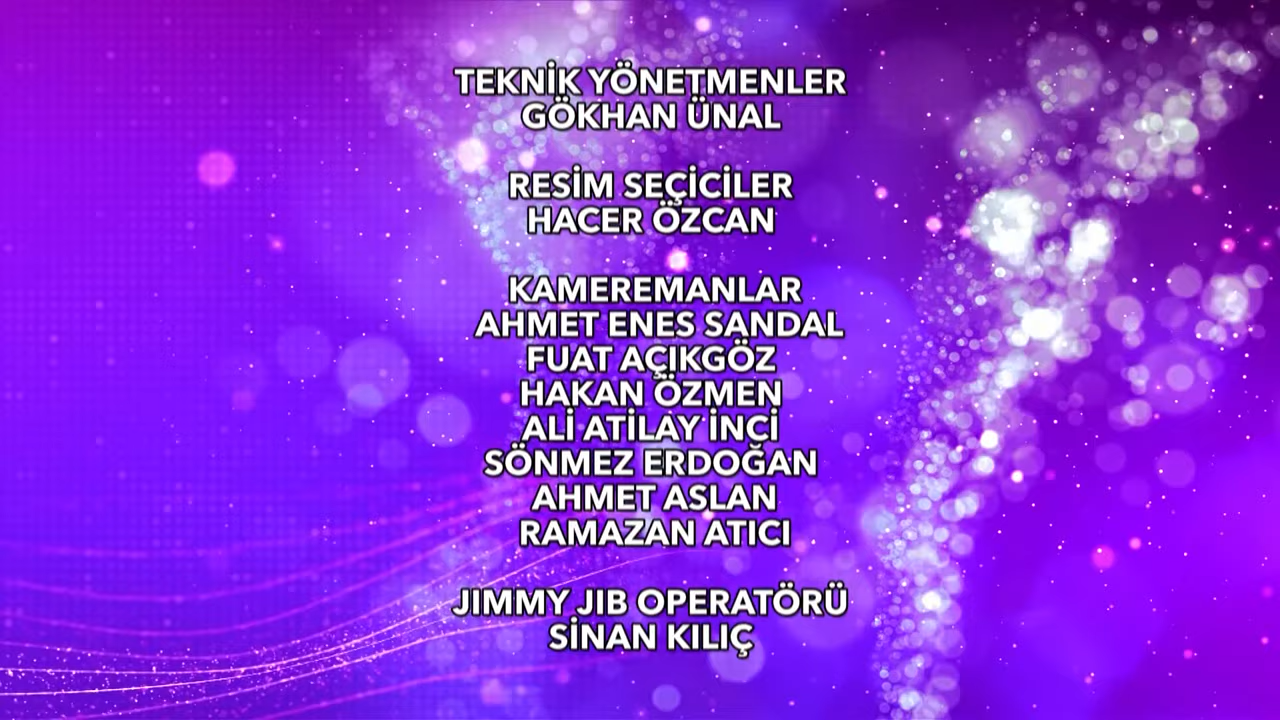 TEKNİK YÖNETMENLER
GÖKHAN ÜNAL
RESİM SEÇİCİLER
HACER ÖZCAN
KAMEREMANLAR
AHMET ENES SANDAL
FUAT AÇIKGÖZ
HAKAN ÖZMEN
ALİ ATİLAY İNCİ
SÖNMEZ ERDOĞAN
AHMET ASLAN
RAMAZAN ATICI
JIMMY JIB OPERATÖRÜ
SİNAN KILIÇ